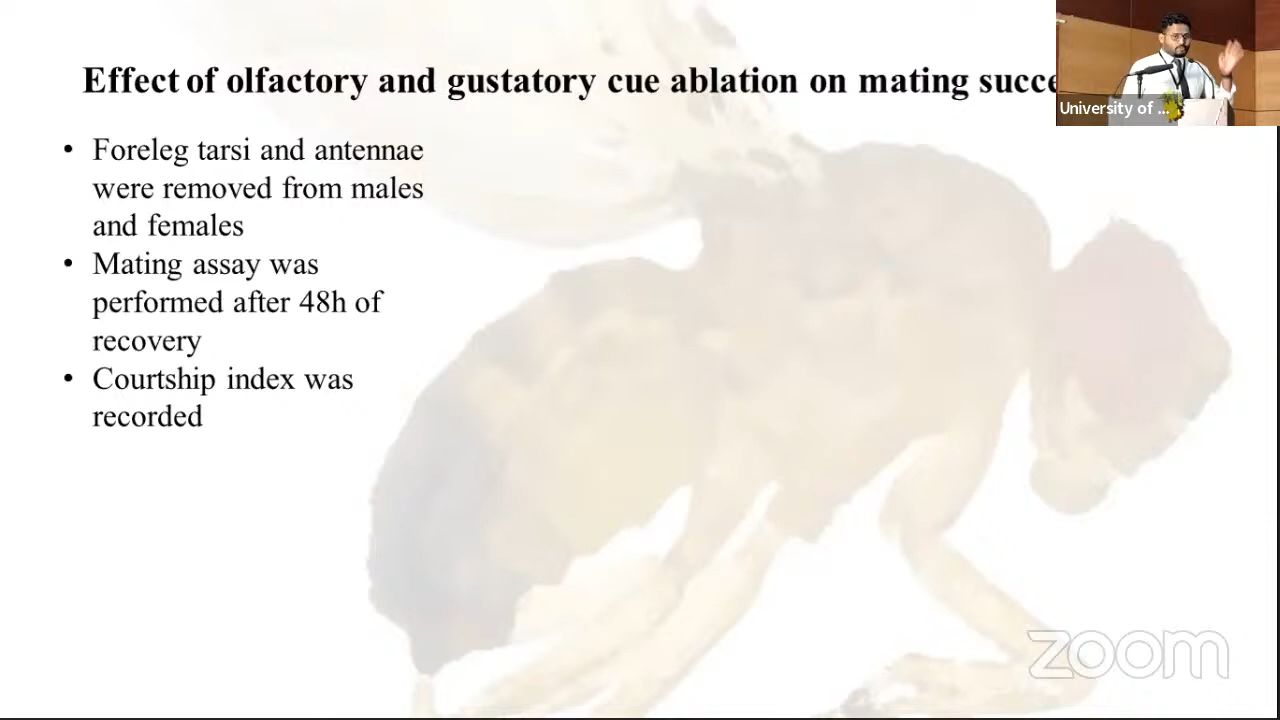 Effect of olfactory and gustatory cue ablation on mating succe
University of ...
• Foreleg tarsi and antennae
were removed from males
and females
• Mating assay was
performed after 48h of
recovery
• Courtship index was
recorded
zoom